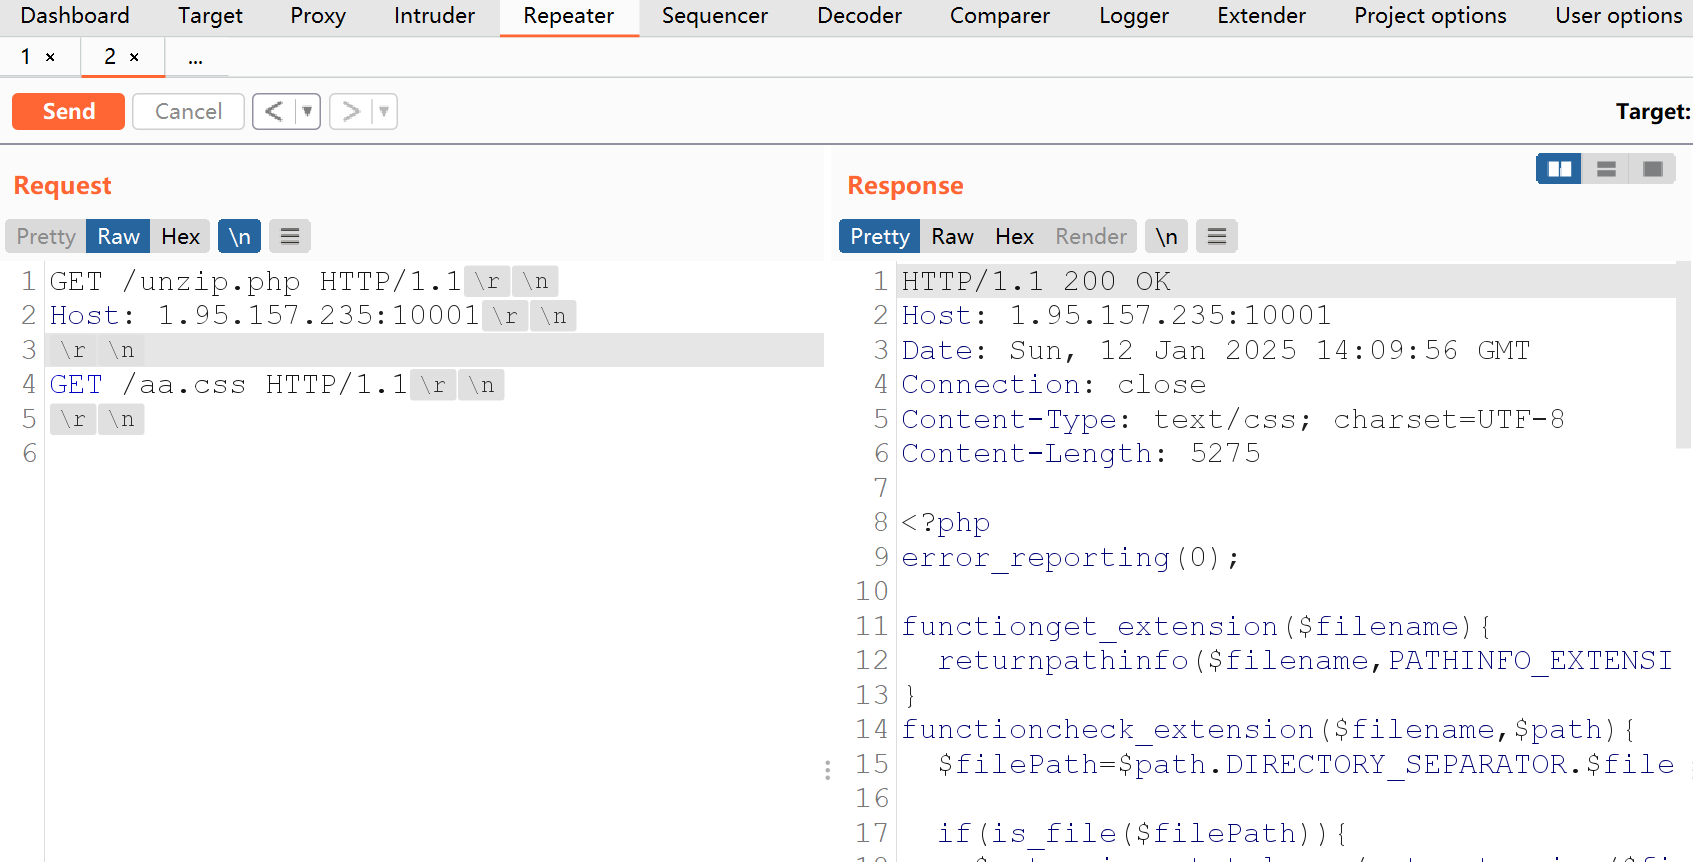 Dashboard Target Proxy Intruder Repeater Sequencer Decoder Comparer Logger Extender Project options User options
1 × 2 × ...
Send Cancel < ▼ > ▼ Target:
Request
Pretty Raw Hex \n
1 GET /unzip.php HTTP/1.1 \r \n
2 Host: 1.95.157.235:10001 \r \n
3 \r \n
4 GET /aa.css HTTP/1.1 \r \n
5 \r \n
6
Response
Pretty Raw Hex Render \n
1 HTTP/1.1 200 OK
2 Host: 1.95.157.235:10001
3 Date: Sun, 12 Jan 2025 14:09:56 GMT
4 Connection: close
5 Content-Type: text/css; charset=UTF-8
6 Content-Length: 5275
7
8 <?php
9 error_reporting(0);
10
11 functionget_extension($filename){
12 returnpathinfo($filename,PATHINFO_EXTENSI
13 }
14 functioncheck_extension($filename,$path){
15 $filePath=$path.DIRECTORY_SEPARATOR.$file
16
17 if(is_file($filePath)){